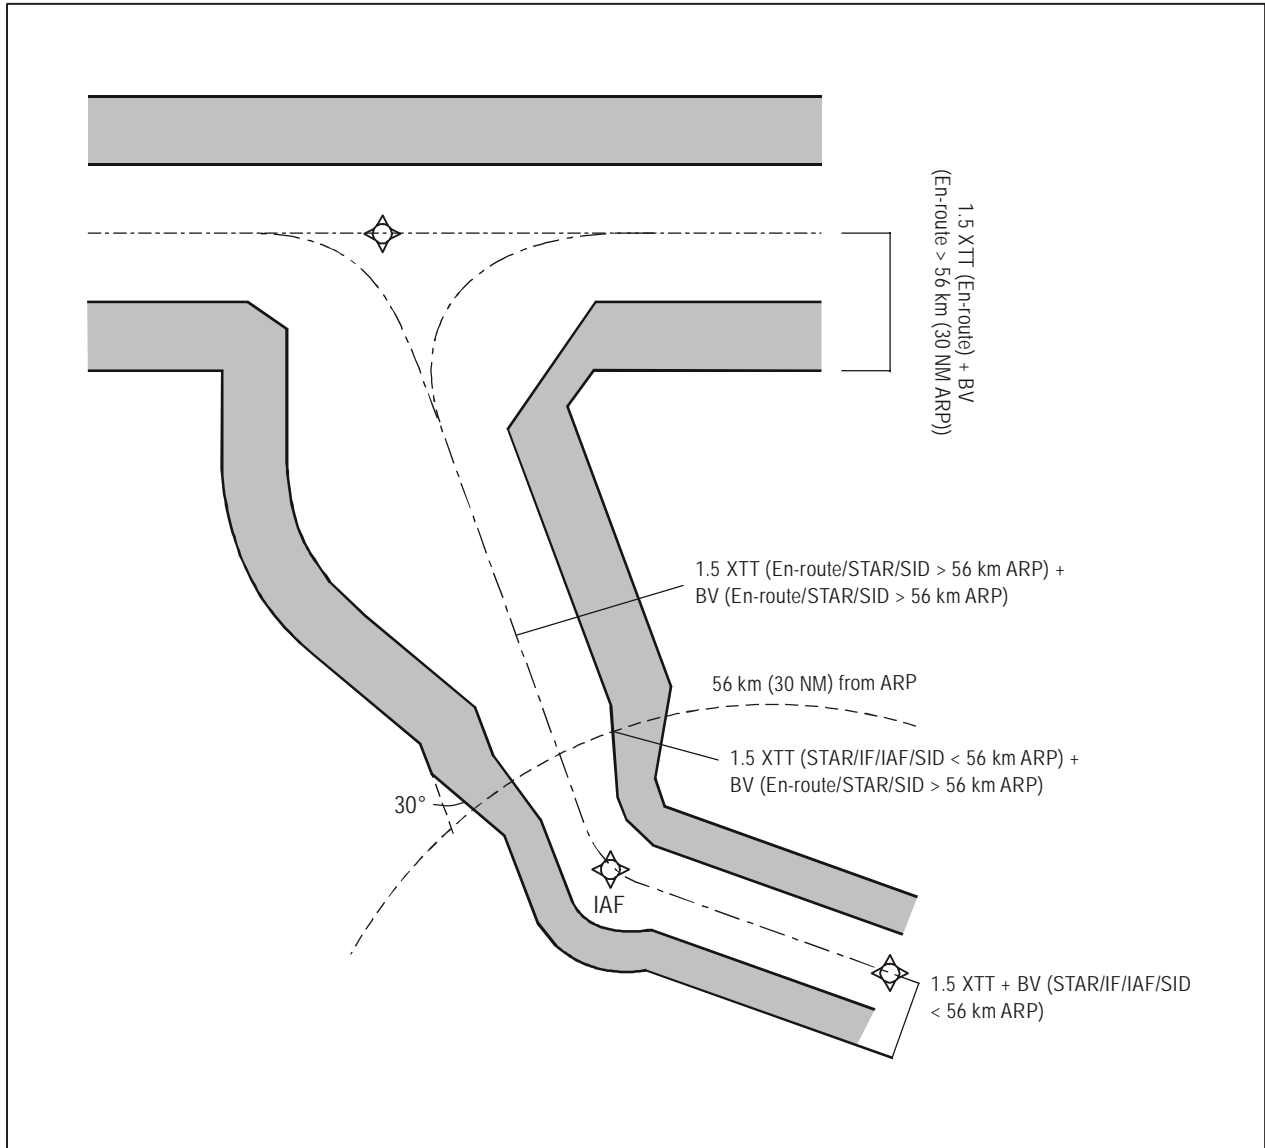 1.5 XTT (En-route) + BV
(En-route > 56 km (30 NM ARP))
1.5 XTT (En-route/STAR/SID > 56 km ARP) +
BV (En-route/STAR/SID > 56 km ARP)
56 km (30 NM) from ARP
1.5 XTT (STAR/IF/IAF/SID < 56 km ARP) +
BV (En-route/STAR/SID > 56 km ARP)
30°
IAF
1.5 XTT + BV (STAR/IF/IAF/SID
< 56 km ARP)